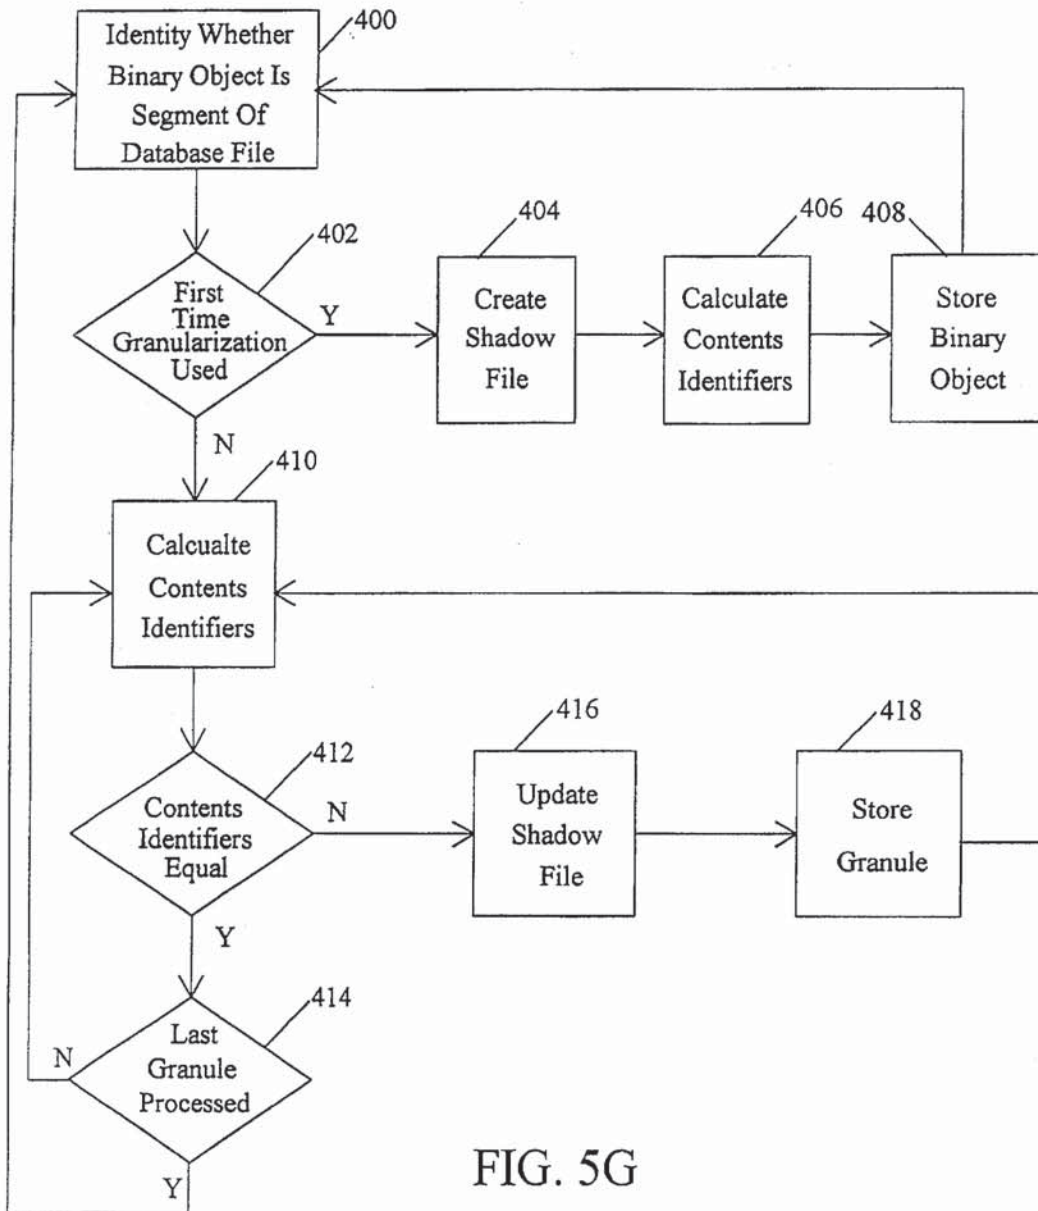 Identity Whether
Binary Object Is
Segment Of
Database File
400
First
Time
Granularization
Used
402
Y
N
Create
Shadow
File
404
Calculate
Contents
Identifiers
406
Store
Binary
Object
408
Calcualte
Contents
Identifiers
410
Contents
Identifiers
Equal
412
N
Y
Update
Shadow
File
416
Store
Granule
418
Last
Granule
Processed
414
N
Y
FIG. 5G